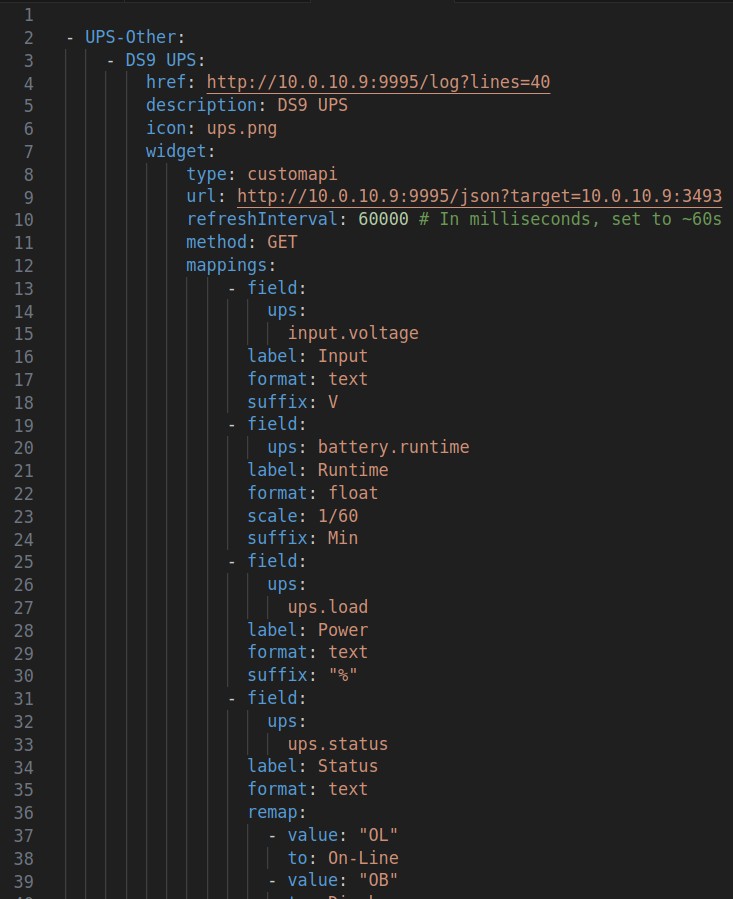 1
2 - UPS-Other:
3 - DS9 UPS:
4 href: http://10.0.10.9:9995/log?lines=40
5 description: DS9 UPS
6 icon: ups.png
7 widget:
8 type: customapi
9 url: http://10.0.10.9:9995/json?target=10.0.10.9:3493
10 refreshInterval: 60000 # In milliseconds, set to ~60s
11 method: GET
12 mappings:
13 - field:
14 ups:
15 input.voltage
16 label: Input
17 format: text
18 suffix: V
19 - field:
20 ups: battery.runtime
21 label: Runtime
22 format: float
23 scale: 1/60
24 suffix: Min
25 - field:
26 ups:
27 ups.load
28 label: Power
29 format: text
30 suffix: "%"
31 - field:
32 ups:
33 ups.status
34 label: Status
35 format: text
36 remap:
37 - value: "OL"
38 to: On-Line
39 - value: "OB"